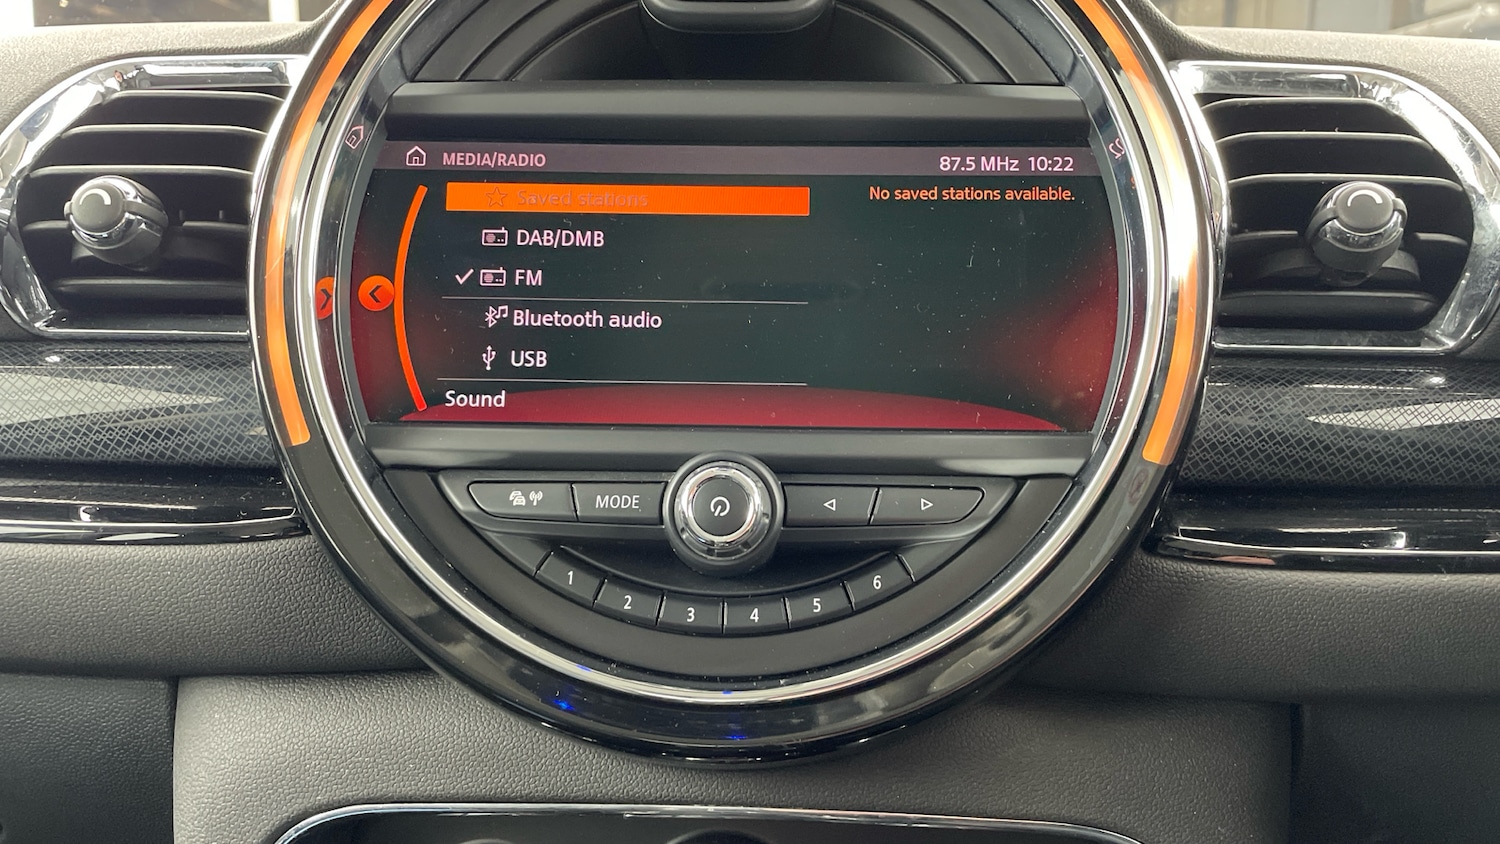 MEDIA/RADIO 87.5 MHz 10:22
Saved stations No saved stations available.
DAB/DMB
FM
Bluetooth audio
USB
Sound
MODE
1 2 3 4 5 6